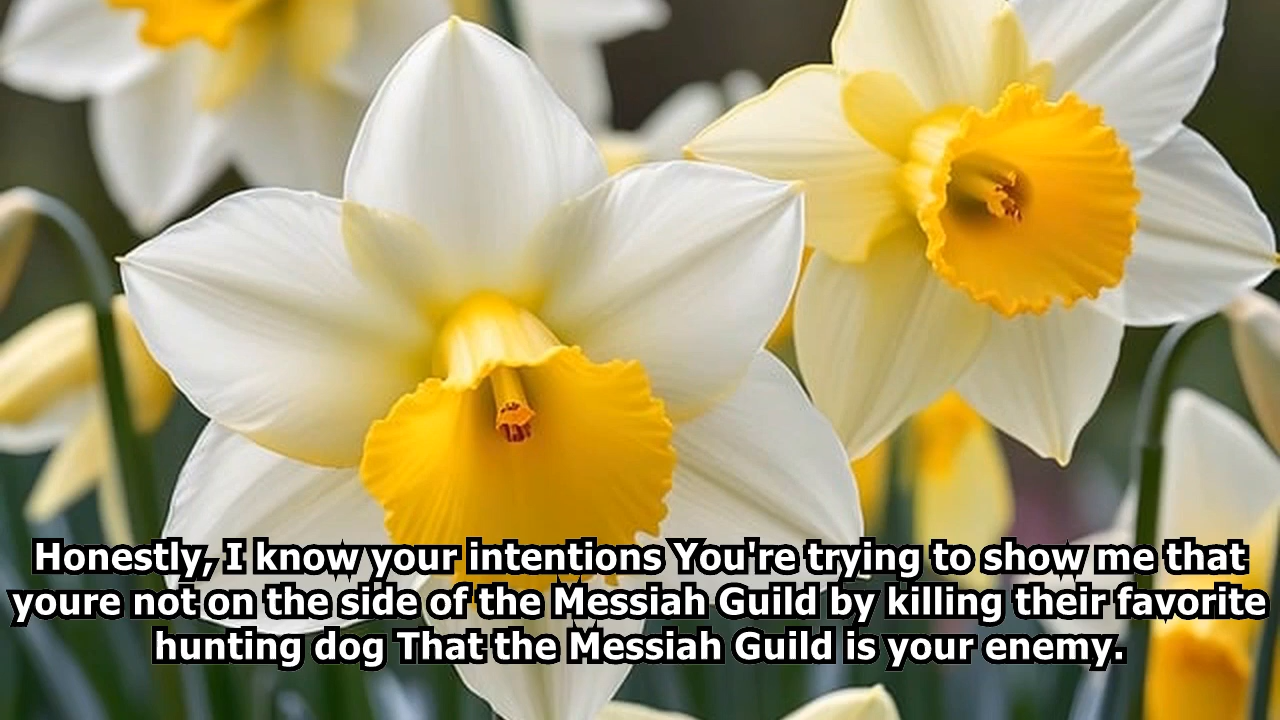 Honestly, I know your intentions You're trying to show me that
youre not on the side of the Messiah Guild by killing their favorite
hunting dog That the Messiah Guild is your enemy.